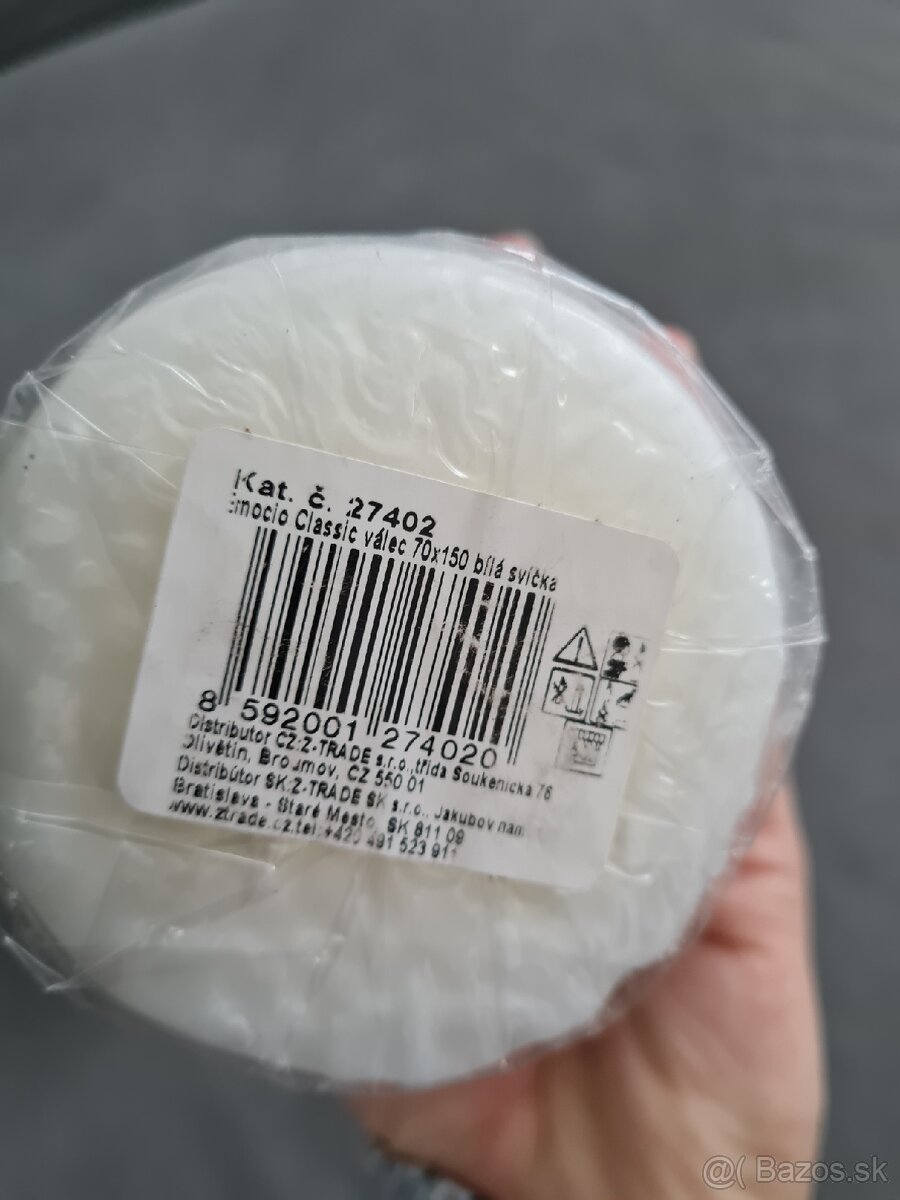 Kat. č. 27402
Emocio Classic válec 70x150 bílá svíčka
8 592001 274020
Distributor CZ:Z-TRADE s.r.o.,třída Soukenická 76
Olivětín, Broumov, CZ 550 01
Distribútor SK:Z-TRADE SK s.r.o., Jakubov nám
Bratislava - Staré Mesto, SK 811 09
www.ztrade.cz,tel:+420 491 523 911
@( Bazos.sk